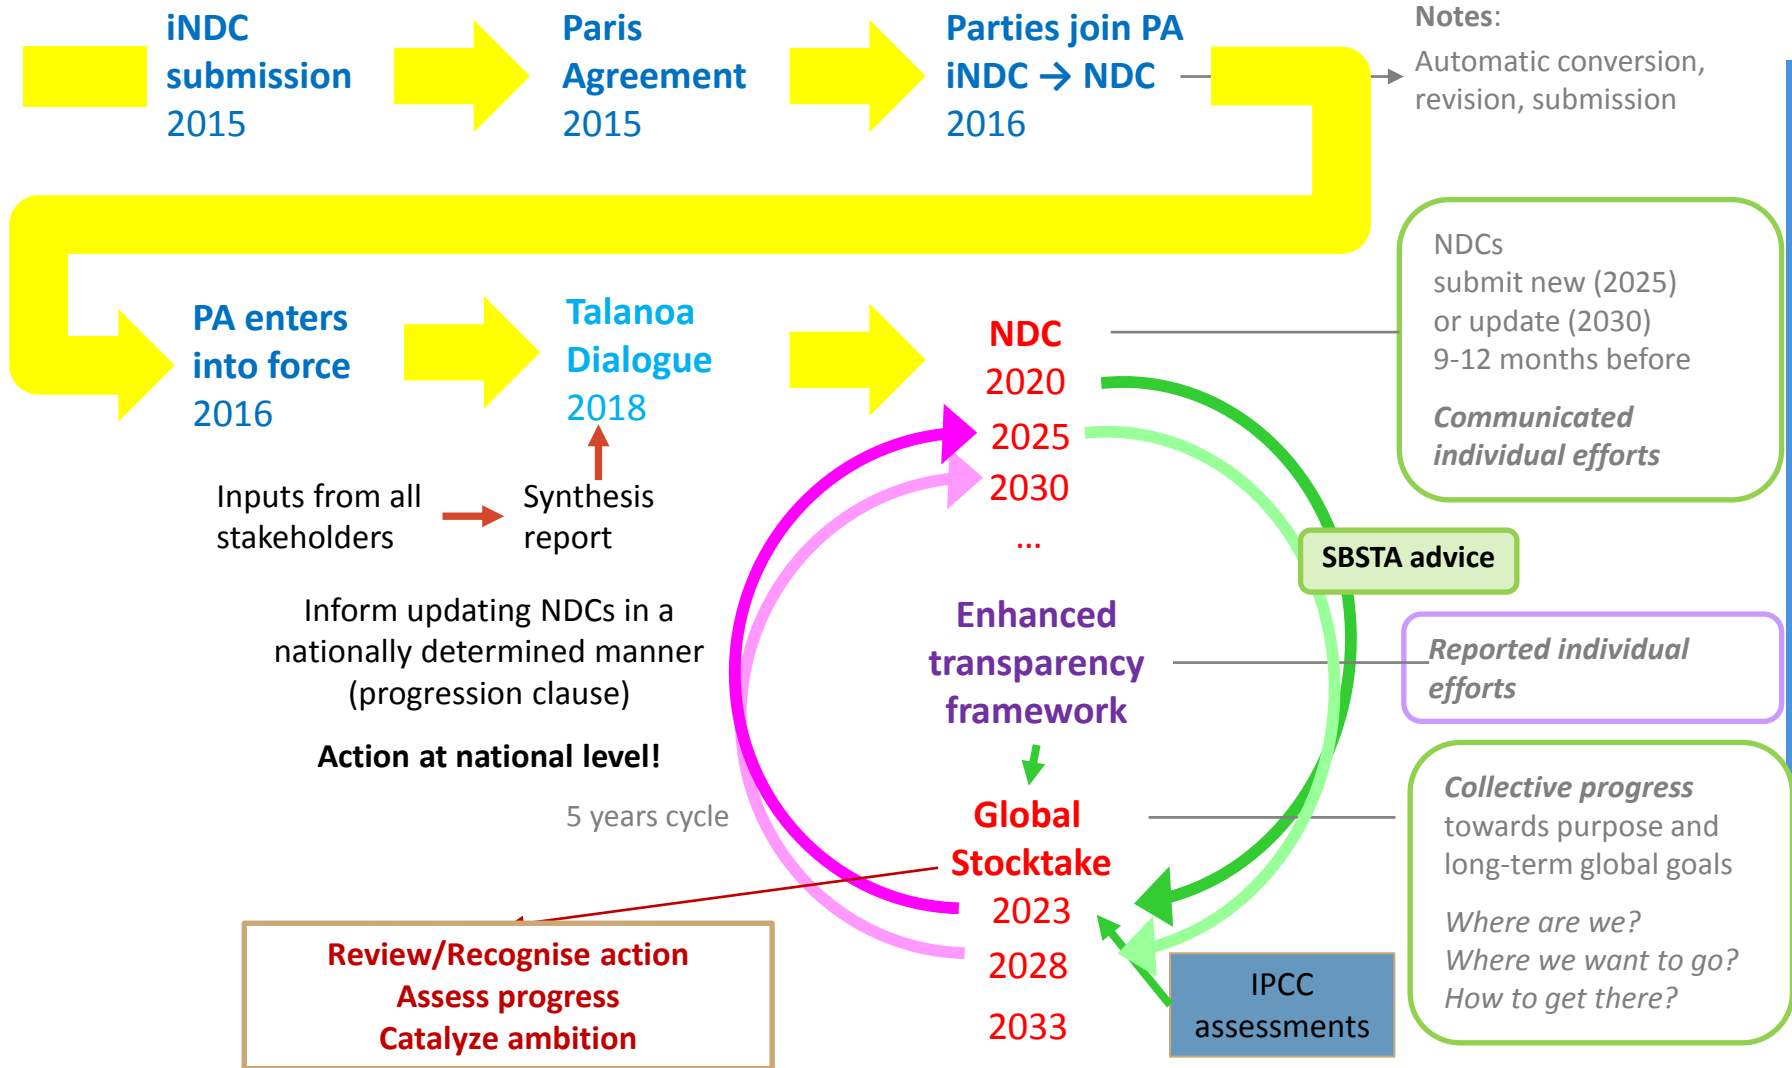 iNDC
submission
2015
Paris
Agreement
2015
Parties join PA
iNDC → NDC
2016
Notes:
Automatic conversion,
revision, submission
PA enters
into force
2016
Talanoa
Dialogue
2018
NDC
2020
2025
2030
...
NDCs
submit new (2025)
or update (2030)
9-12 months before
Communicated
individual efforts
Inputs from all
stakeholders
Synthesis
report
SBSTA advice
Inform updating NDCs in a
nationally determined manner
(progression clause)
Action at national level!
5 years cycle
Enhanced
transparency
framework
Reported individual
efforts
Global
Stocktake
2023
2028
2033
Collective progress
towards purpose and
long-term global goals
Where are we?
Where we want to go?
How to get there?
Review/Recognise action
Assess progress
Catalyze ambition
IPCC
assessments